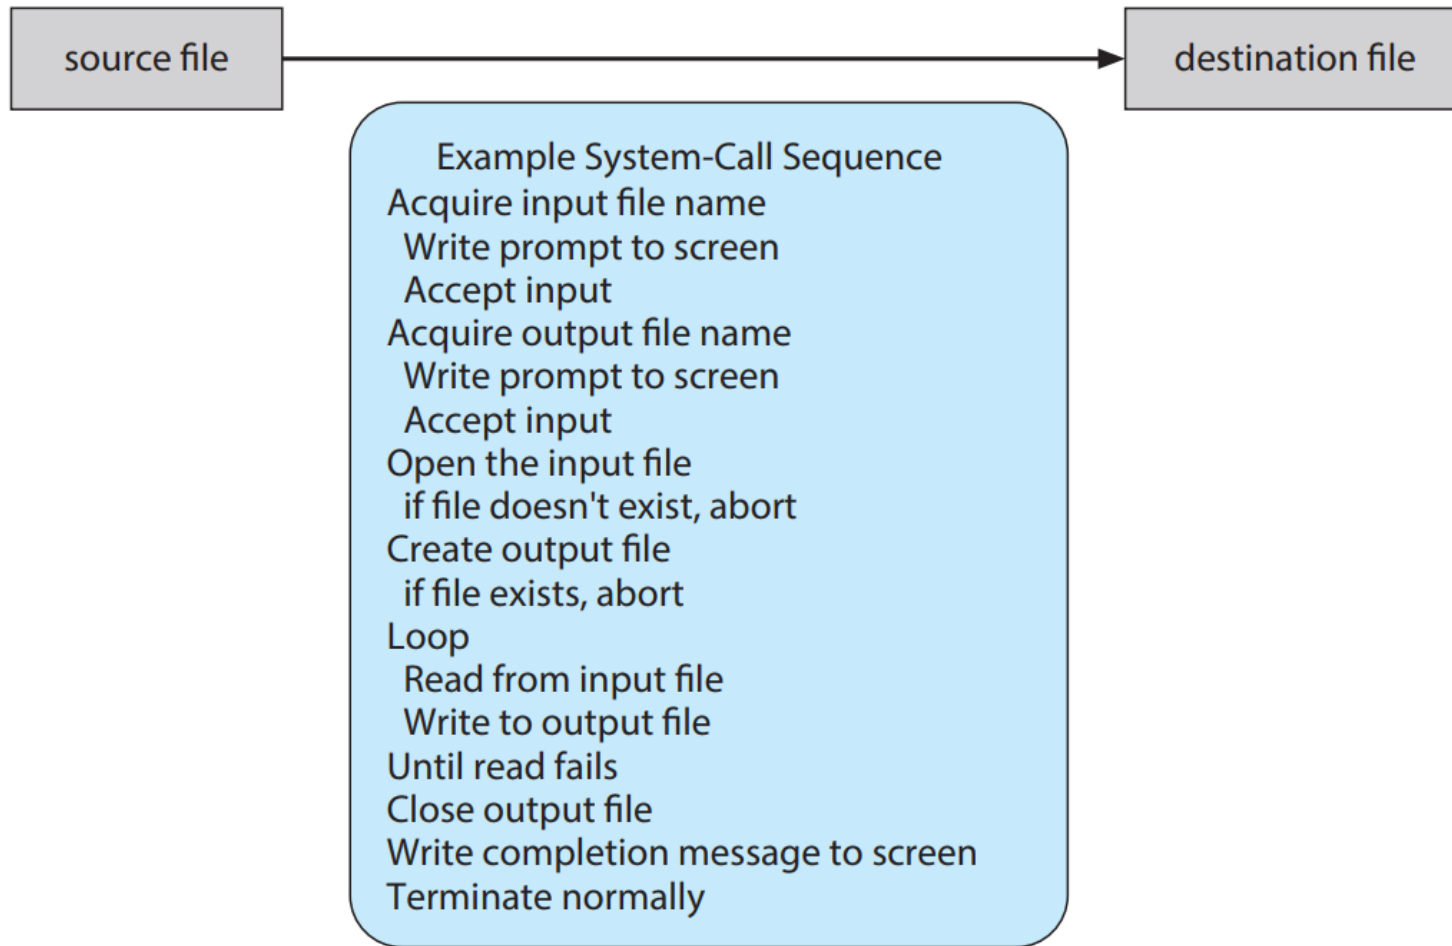 source file
destination file
Example System-Call Sequence
Acquire input file name
Write prompt to screen
Accept input
Acquire output file name
Write prompt to screen
Accept input
Open the input file
if file doesn't exist, abort
Create output file
if file exists, abort
Loop
Read from input file
Write to output file
Until read fails
Close output file
Write completion message to screen
Terminate normally